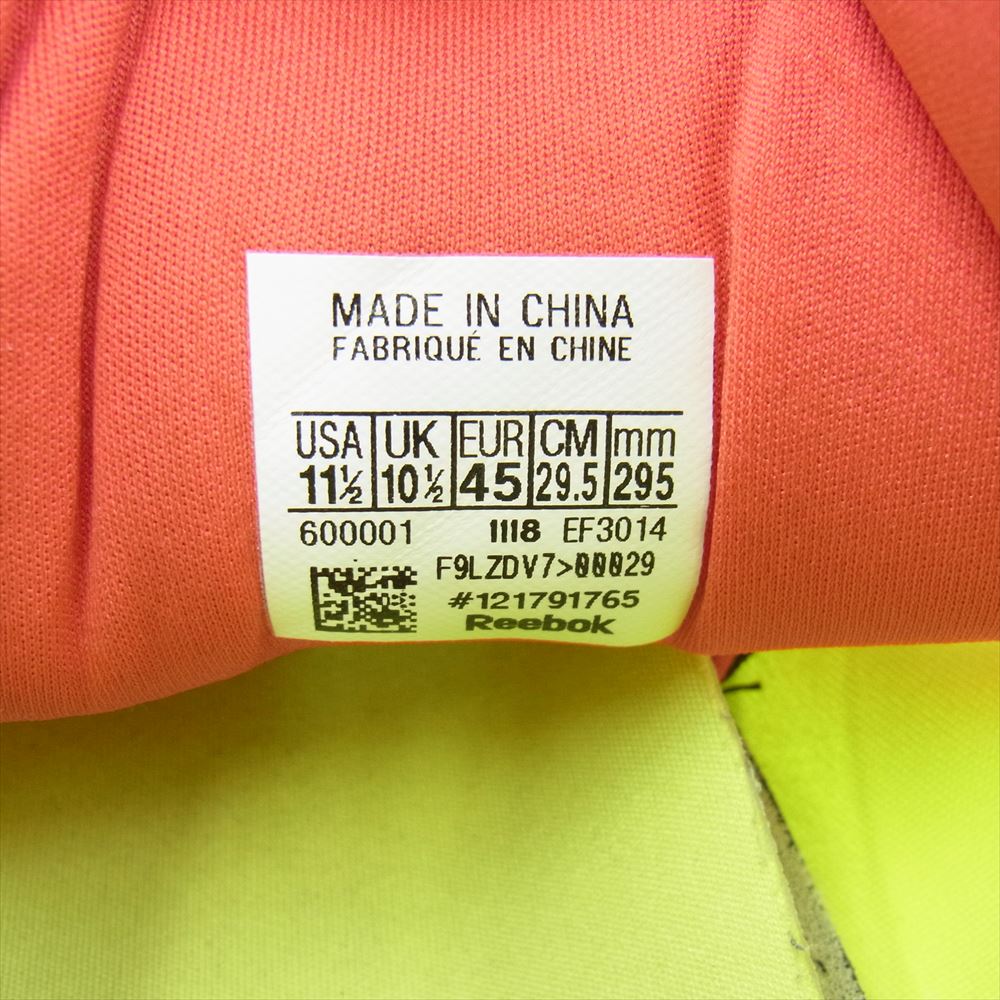 MADE IN CHINA
FABRIQUÉ EN CHINE
USA UK EUR CM mm
11½ 10½ 45 29.5 295
600001 1118 EF3014
F9LZDV7>00029
#121791765
Reebok